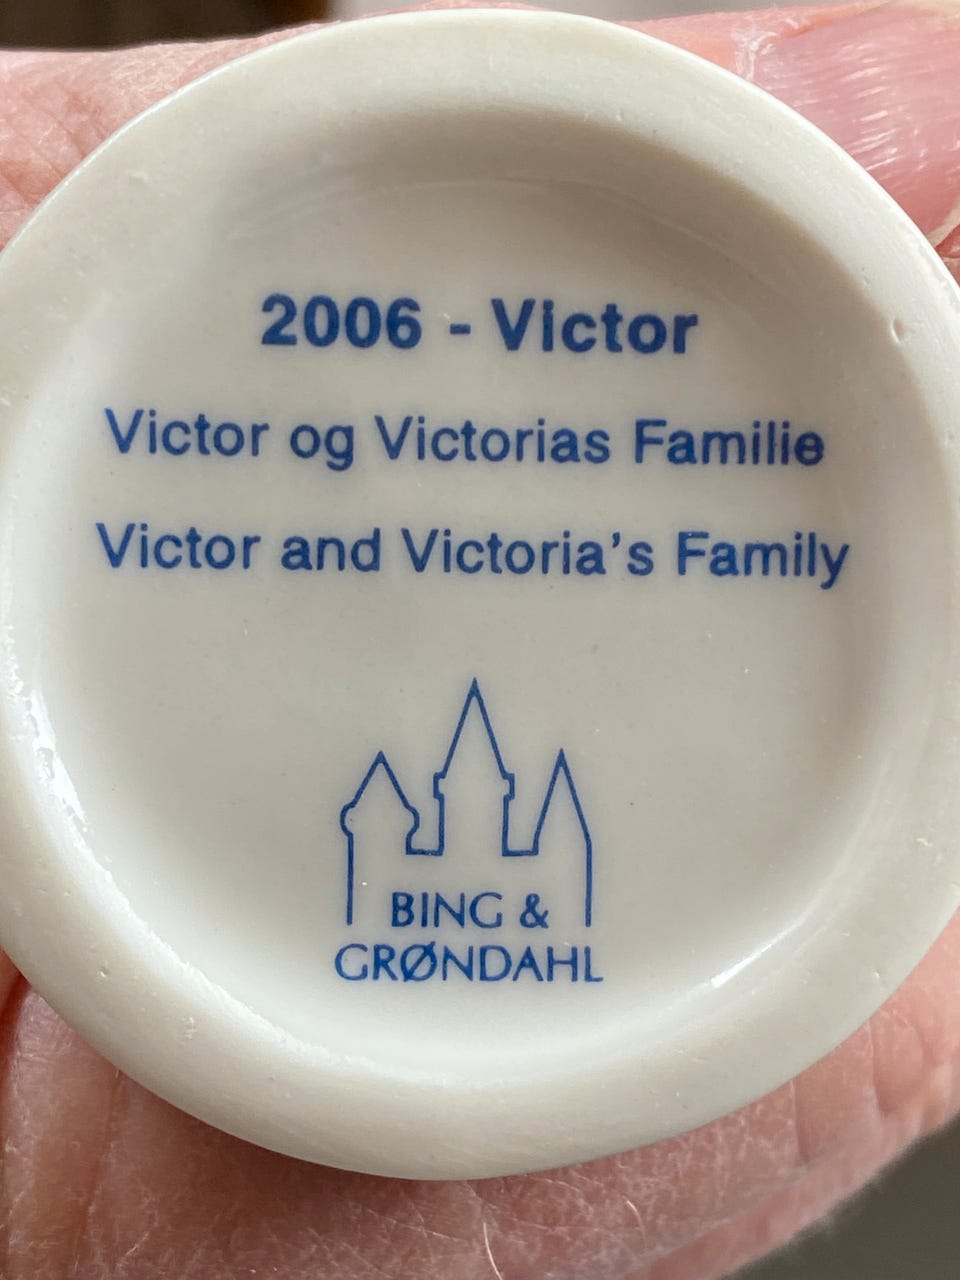 2006 - Victor
Victor og Victorias Familie
Victor and Victoria's Family
BING &
GRØNDAHL